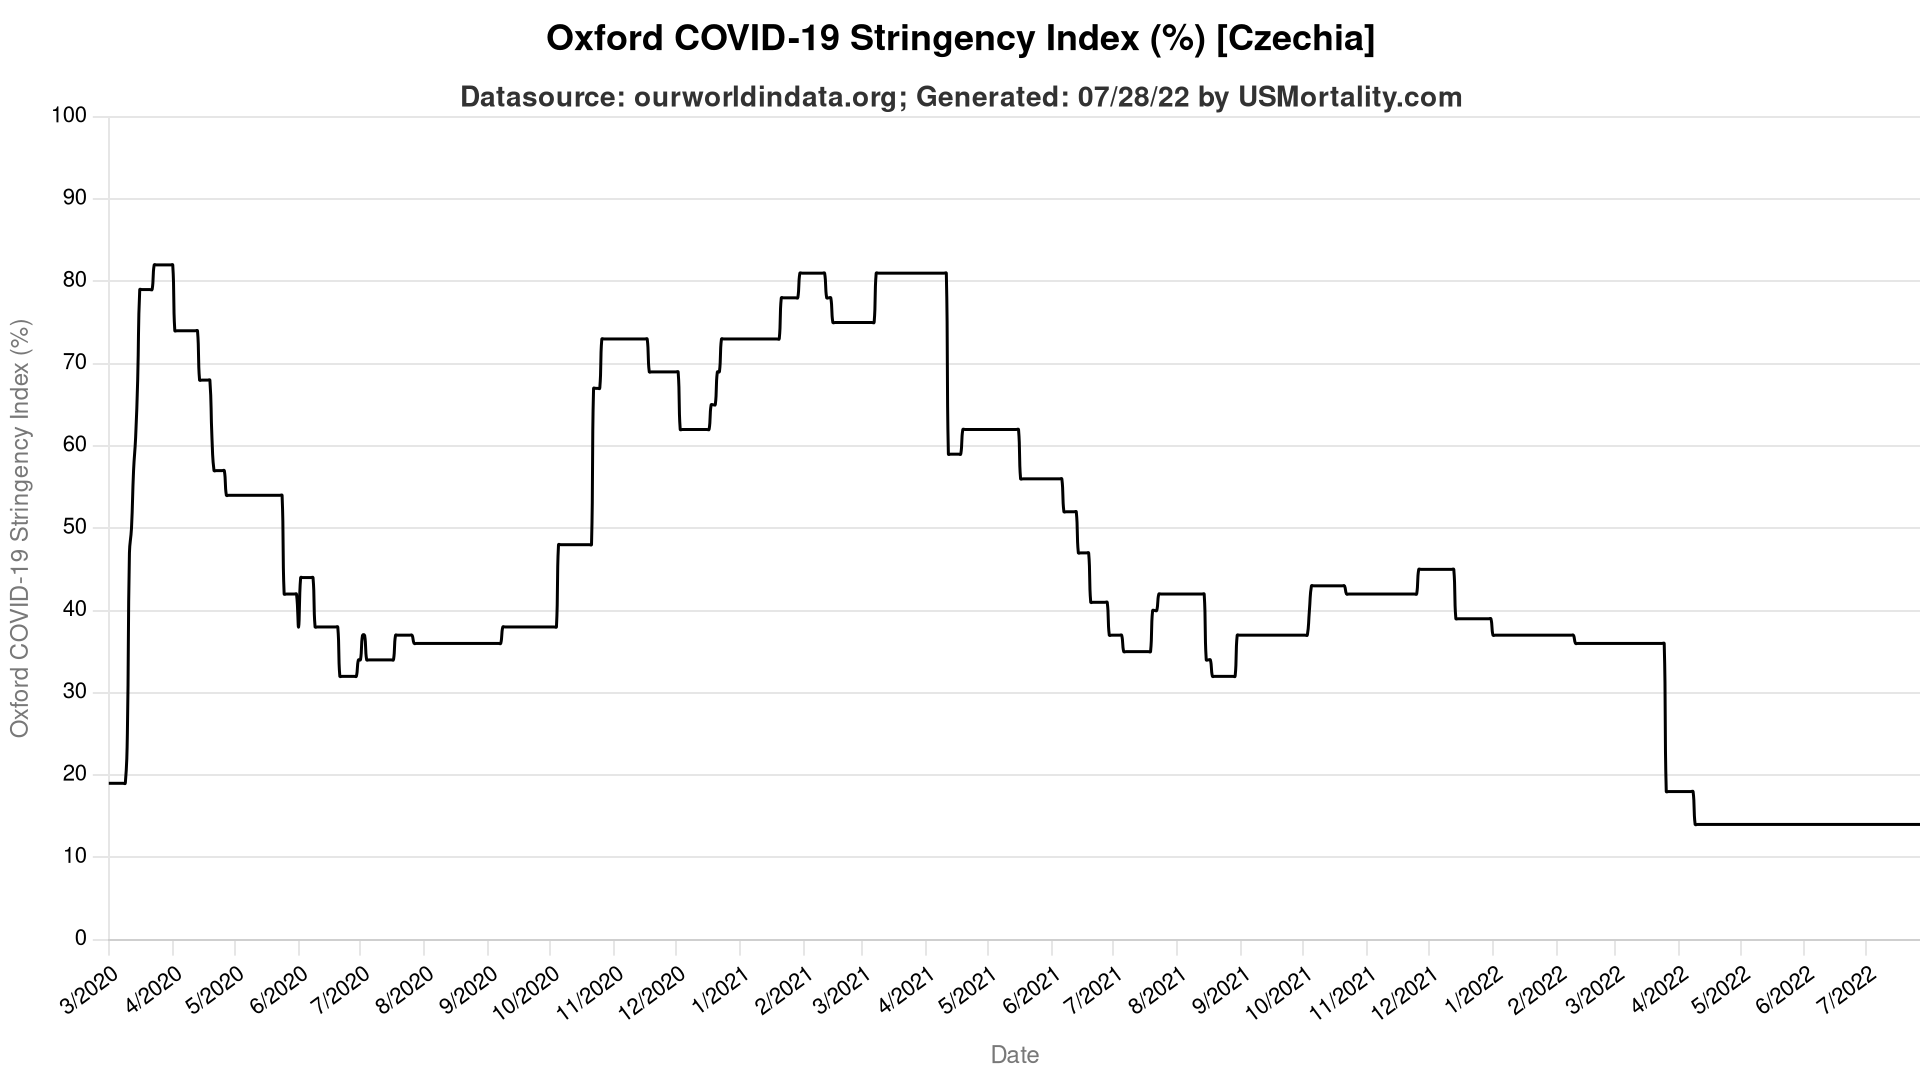 Oxford COVID-19 Stringency Index (%) [Czechia]
Datasource: ourworldindata.org; Generated: 07/28/22 by USMortality.com
Oxford COVID-19 Stringency Index (%)
100
90
80
70
60
50
40
30
20
10
0
3/2020 4/2020 5/2020 6/2020 7/2020 8/2020 9/2020 10/2020 11/2020 12/2020 1/2021 2/2021 3/2021 4/2021 5/2021 6/2021 7/2021 8/2021 9/2021 10/2021 11/2021 12/2021 1/2022 2/2022 3/2022 4/2022 5/2022 6/2022 7/2022
Date